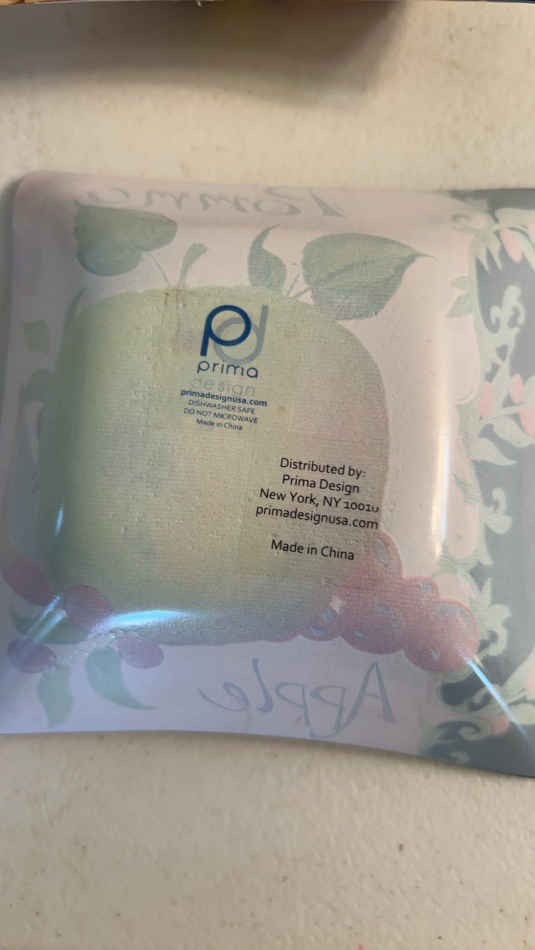 prima
design
primadesignusa.com
DISHWASHER SAFE
DO NOT MICROWAVE
Made in China
Distributed by:
Prima Design
New York, NY 10010
primadesignusa.com
Made in China
Apple